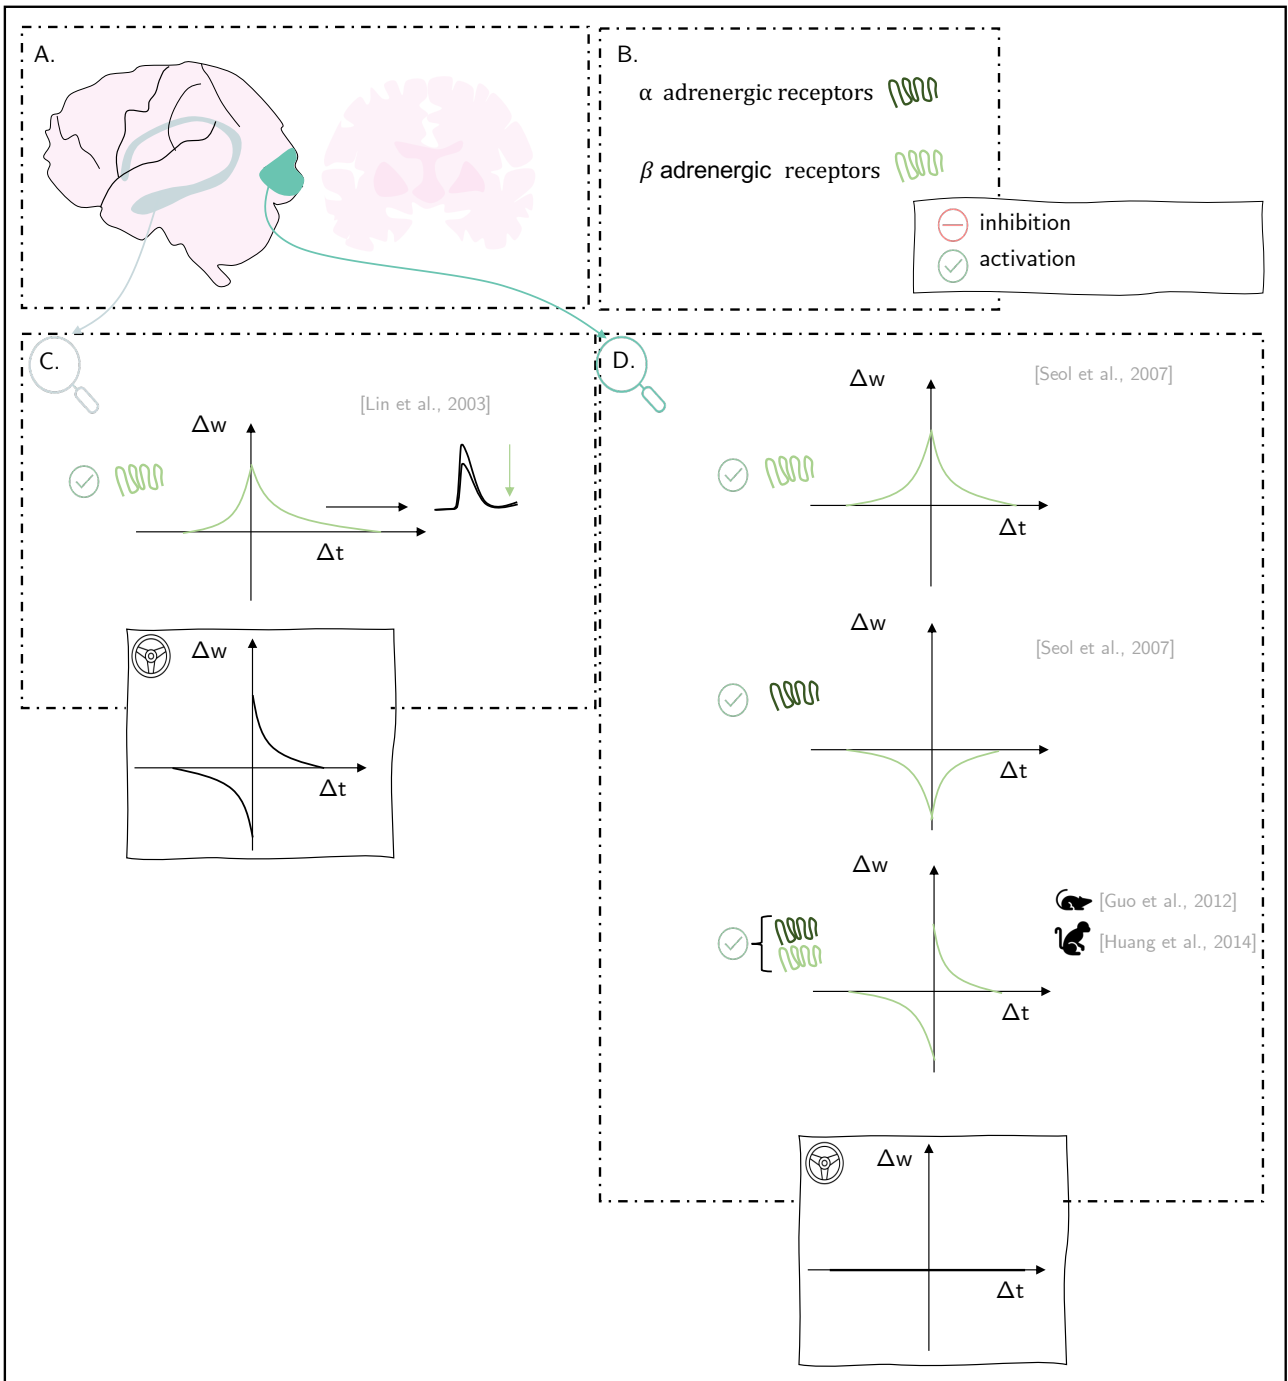 A.
B.
α adrenergic receptors
β adrenergic receptors
inhibition
activation
C.
[Lin et al., 2003]
Δw
Δt
Δw
Δt
D.
[Seol et al., 2007]
Δw
Δt
Δw
[Seol et al., 2007]
Δt
Δw
[Guo et al., 2012]
[Huang et al., 2014]
Δt
Δw
Δt